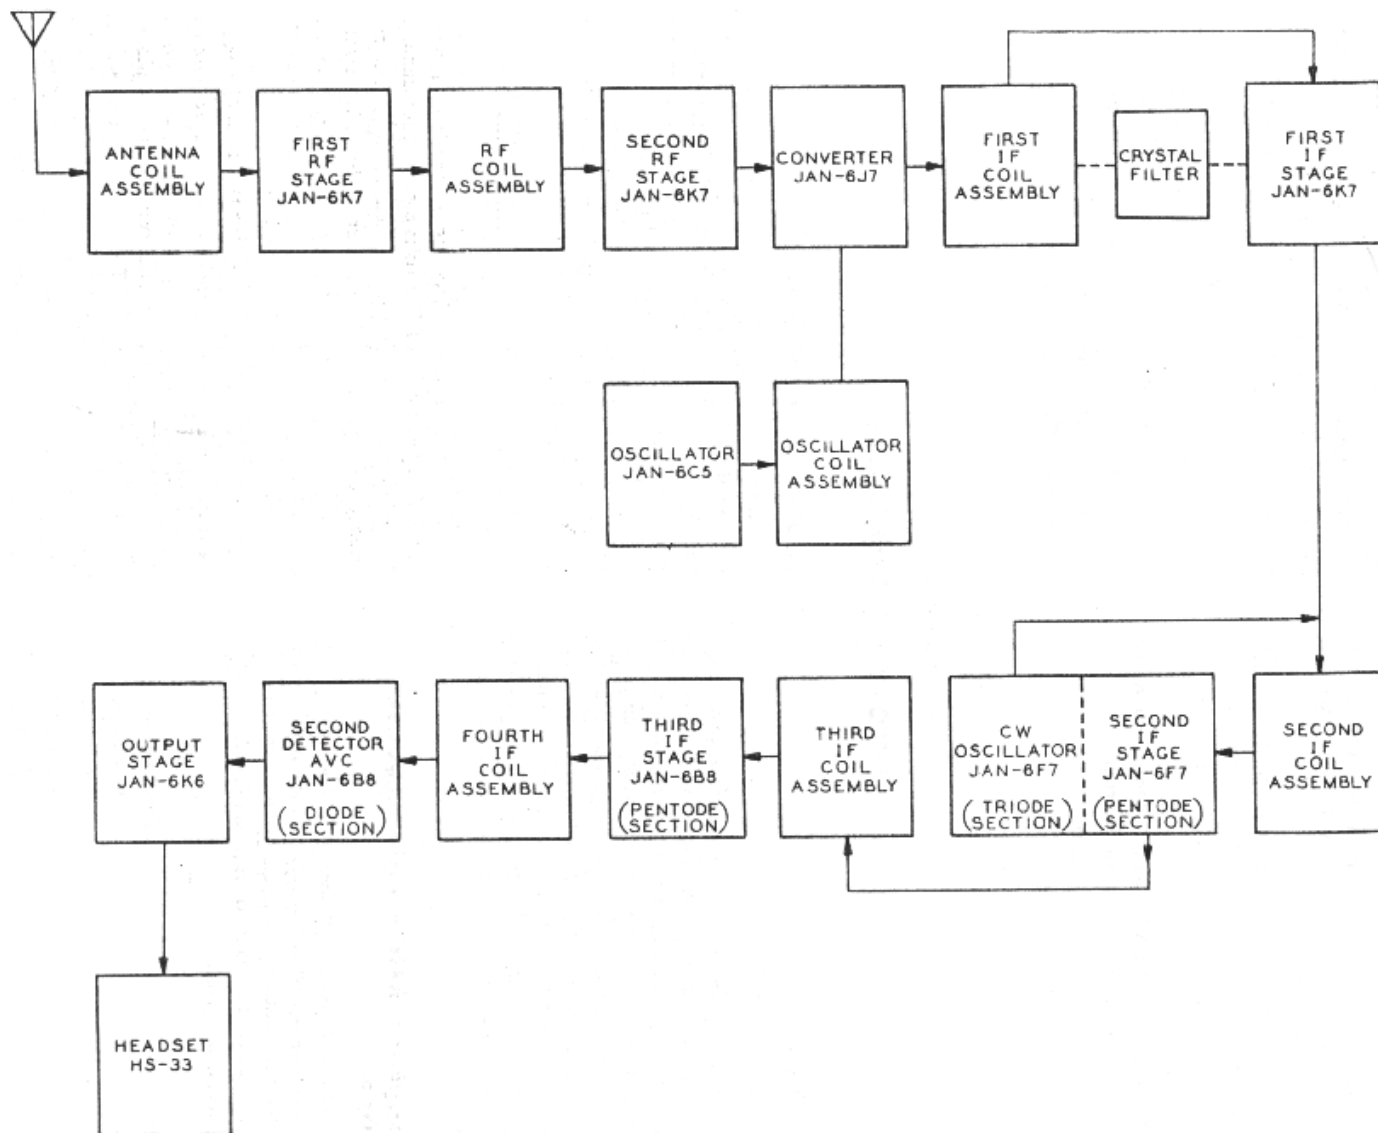 ANTENNA
COIL
ASSEMBLY
FIRST
RF
STAGE
JAN-6K7
RF
COIL
ASSEMBLY
SECOND
RF
STAGE
JAN-6K7
CONVERTER
JAN-6J7
FIRST
IF
COIL
ASSEMBLY
CRYSTAL
FILTER
FIRST
IF
STAGE
JAN-6K7
OSCILLATOR
JAN-6C5
OSCILLATOR
COIL
ASSEMBLY
OUTPUT
STAGE
JAN-6K6
SECOND
DETECTOR
AVC
JAN-6B8
(DIODE
SECTION)
FOURTH
IF
COIL
ASSEMBLY
THIRD
IF
STAGE
JAN-6B8
(PENTODE
SECTION)
THIRD
IF
COIL
ASSEMBLY
CW
OSCILLATOR
JAN-6F7
(TRIODE
SECTION)
SECOND
IF
STAGE
JAN-6F7
(PENTODE
SECTION)
SECOND
IF
COIL
ASSEMBLY
HEADSET
HS-33